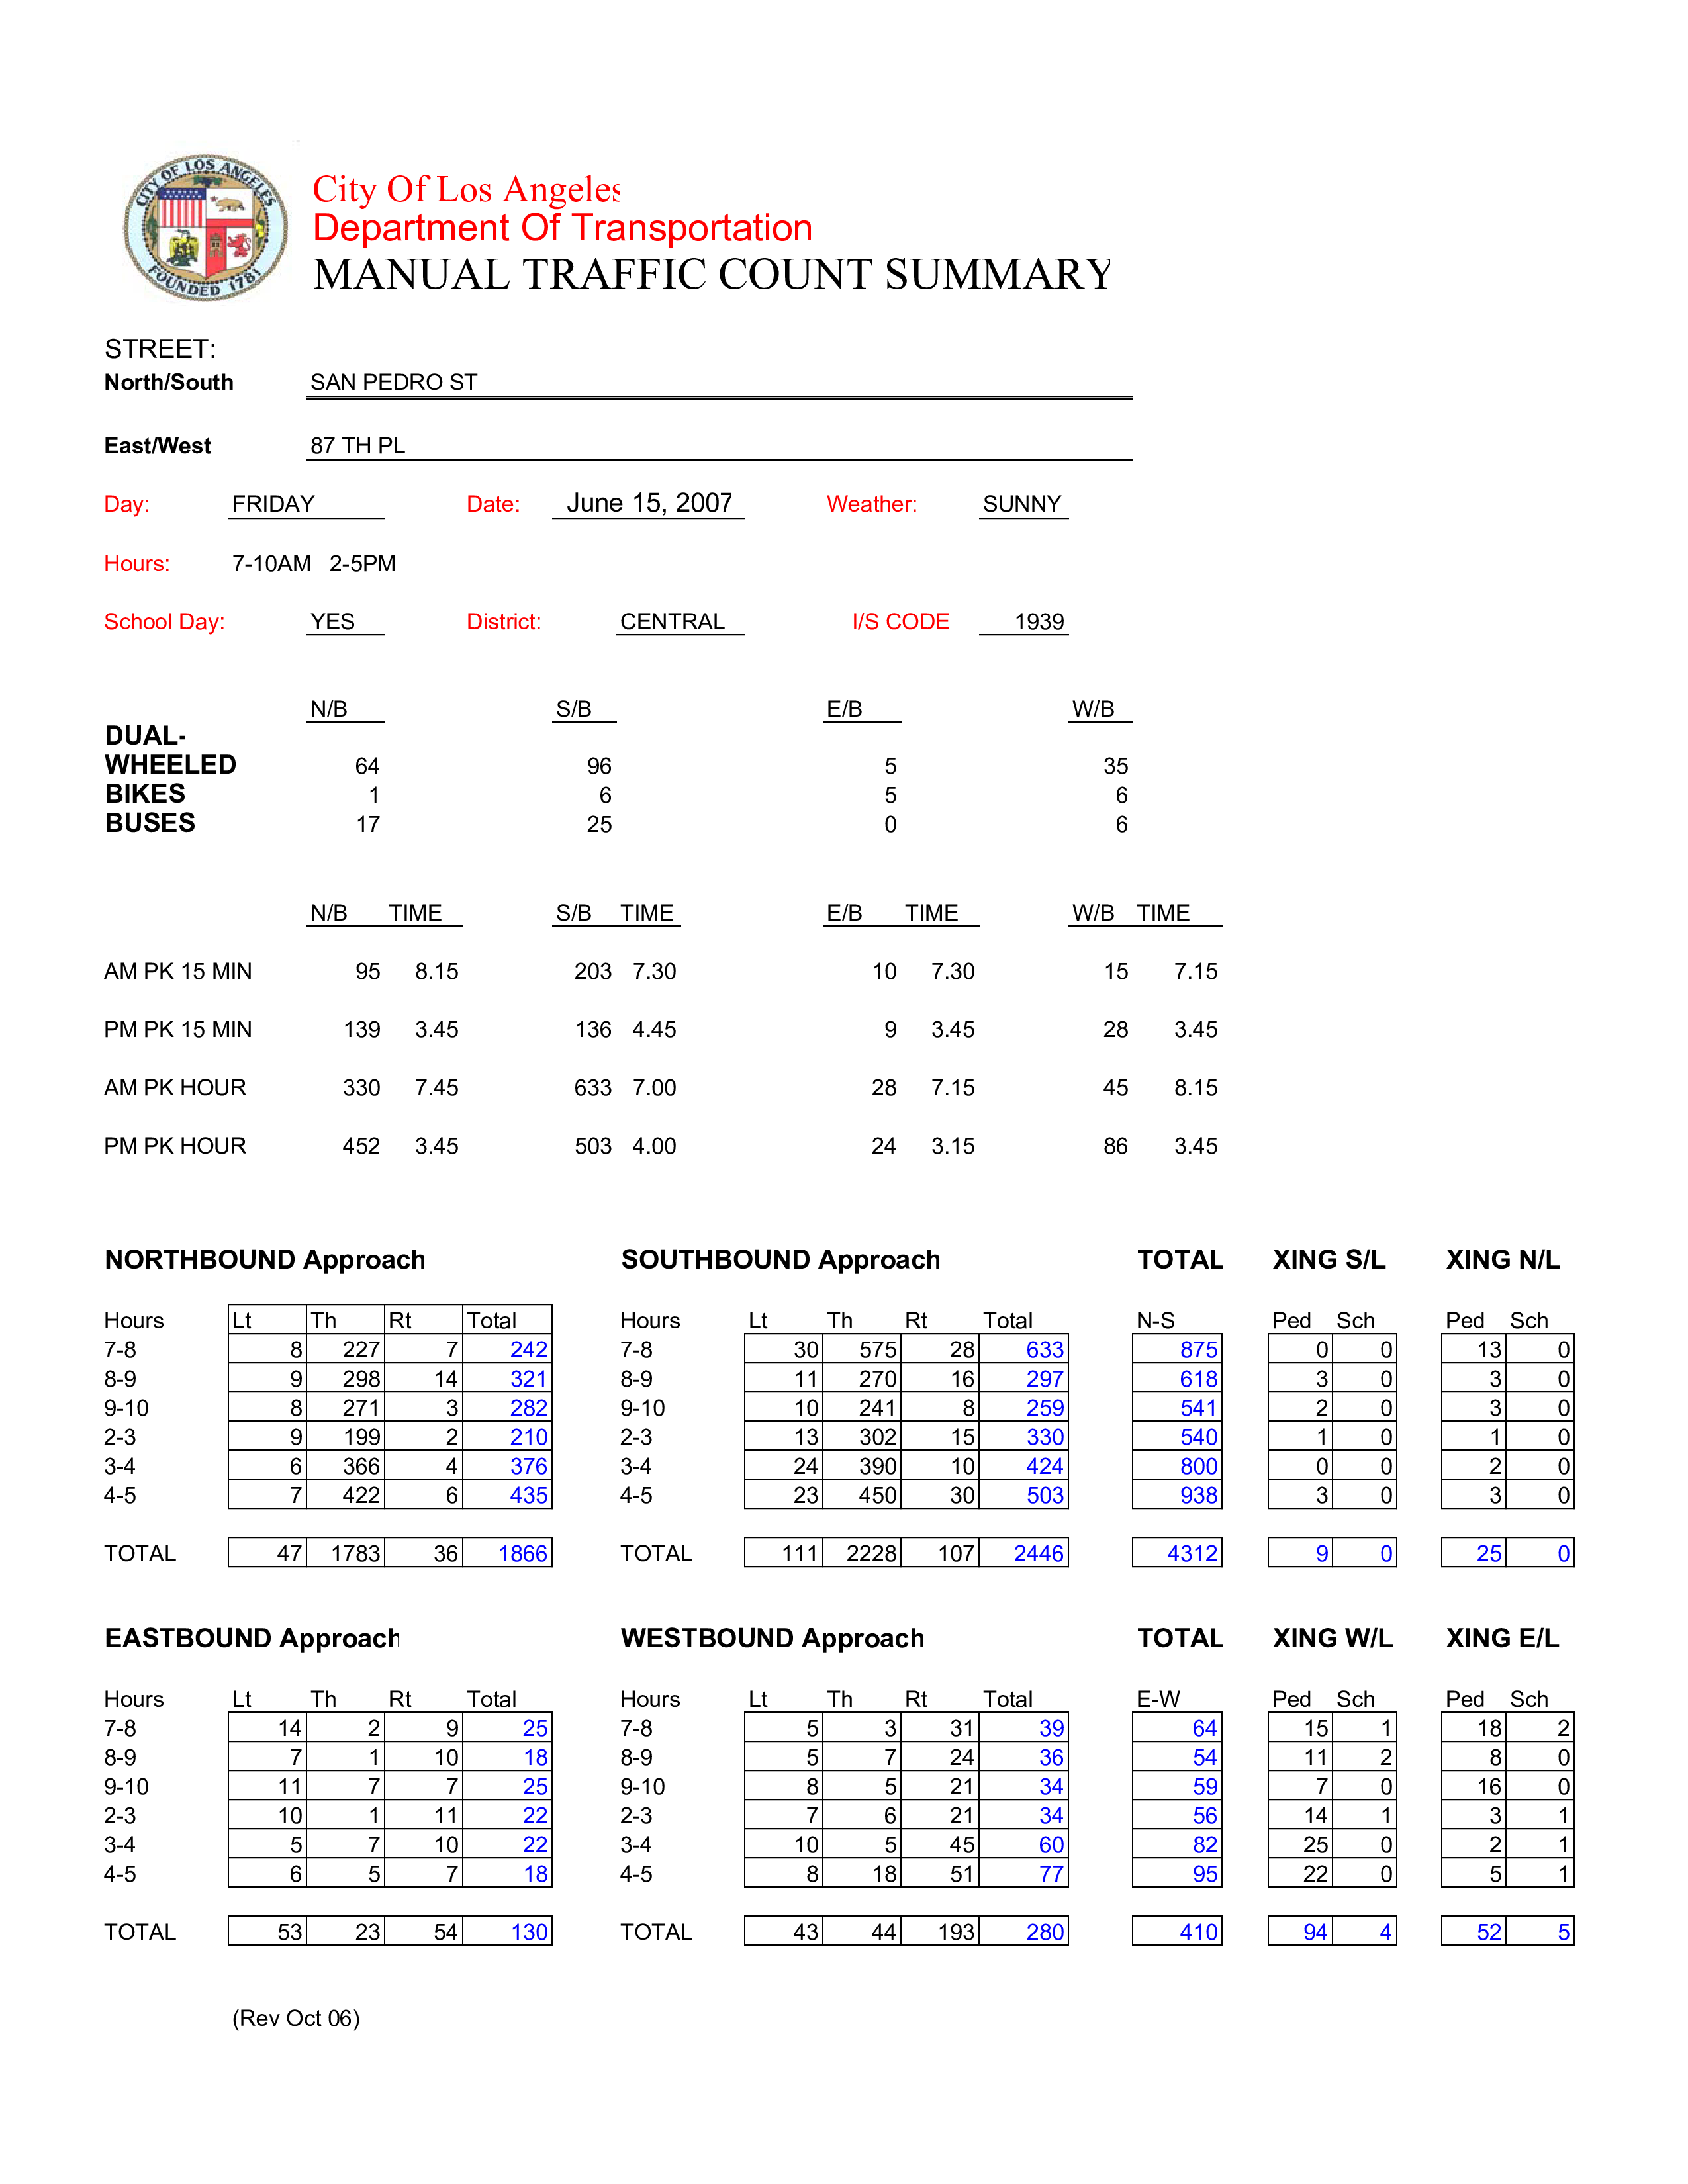 CITY OF LOS ANGELES
FOUNDED 1781
City Of Los Angeles
Department Of Transportation
MANUAL TRAFFIC COUNT SUMMARY
STREET:
North/South SAN PEDRO ST
East/West 87 TH PL
Day: FRIDAY Date: June 15, 2007 Weather: SUNNY
Hours: 7-10AM 2-5PM
School Day: YES District: CENTRAL I/S CODE 1939
N/B S/B E/B W/B
DUAL-
WHEELED 64 96 5 35
BIKES 1 6 5 6
BUSES 17 25 0 6
N/B TIME S/B TIME E/B TIME W/B TIME
AM PK 15 MIN 95 8.15 203 7.30 10 7.30 15 7.15
PM PK 15 MIN 139 3.45 136 4.45 9 3.45 28 3.45
AM PK HOUR 330 7.45 633 7.00 28 7.15 45 8.15
PM PK HOUR 452 3.45 503 4.00 24 3.15 86 3.45
NORTHBOUND Approach SOUTHBOUND Approach TOTAL XING S/L XING N/L
Hours Lt Th Rt Total Hours Lt Th Rt Total N-S Ped Sch Ped Sch
7-8 8 227 7 242 7-8 30 575 28 633 875 0 0 13 0
8-9 9 298 14 321 8-9 11 270 16 297 618 3 0 3 0
9-10 8 271 3 282 9-10 10 241 8 259 541 2 0 3 0
2-3 9 199 2 210 2-3 13 302 15 330 540 1 0 1 0
3-4 6 366 4 376 3-4 24 390 10 424 800 0 0 2 0
4-5 7 422 6 435 4-5 23 450 30 503 938 3 0 3 0
TOTAL 47 1783 36 1866 TOTAL 111 2228 107 2446 4312 9 0 25 0
EASTBOUND Approach WESTBOUND Approach TOTAL XING W/L XING E/L
Hours Lt Th Rt Total Hours Lt Th Rt Total E-W Ped Sch Ped Sch
7-8 14 2 9 25 7-8 5 3 31 39 64 15 1 18 2
8-9 7 1 10 18 8-9 5 7 24 36 54 11 2 8 0
9-10 11 7 7 25 9-10 8 5 21 34 59 7 0 16 0
2-3 10 1 11 22 2-3 7 6 21 34 56 14 1 3 1
3-4 5 7 10 22 3-4 10 5 45 60 82 25 0 2 1
4-5 6 5 7 18 4-5 8 18 51 77 95 22 0 5 1
TOTAL 53 23 54 130 TOTAL 43 44 193 280 410 94 4 52 5
(Rev Oct 06)